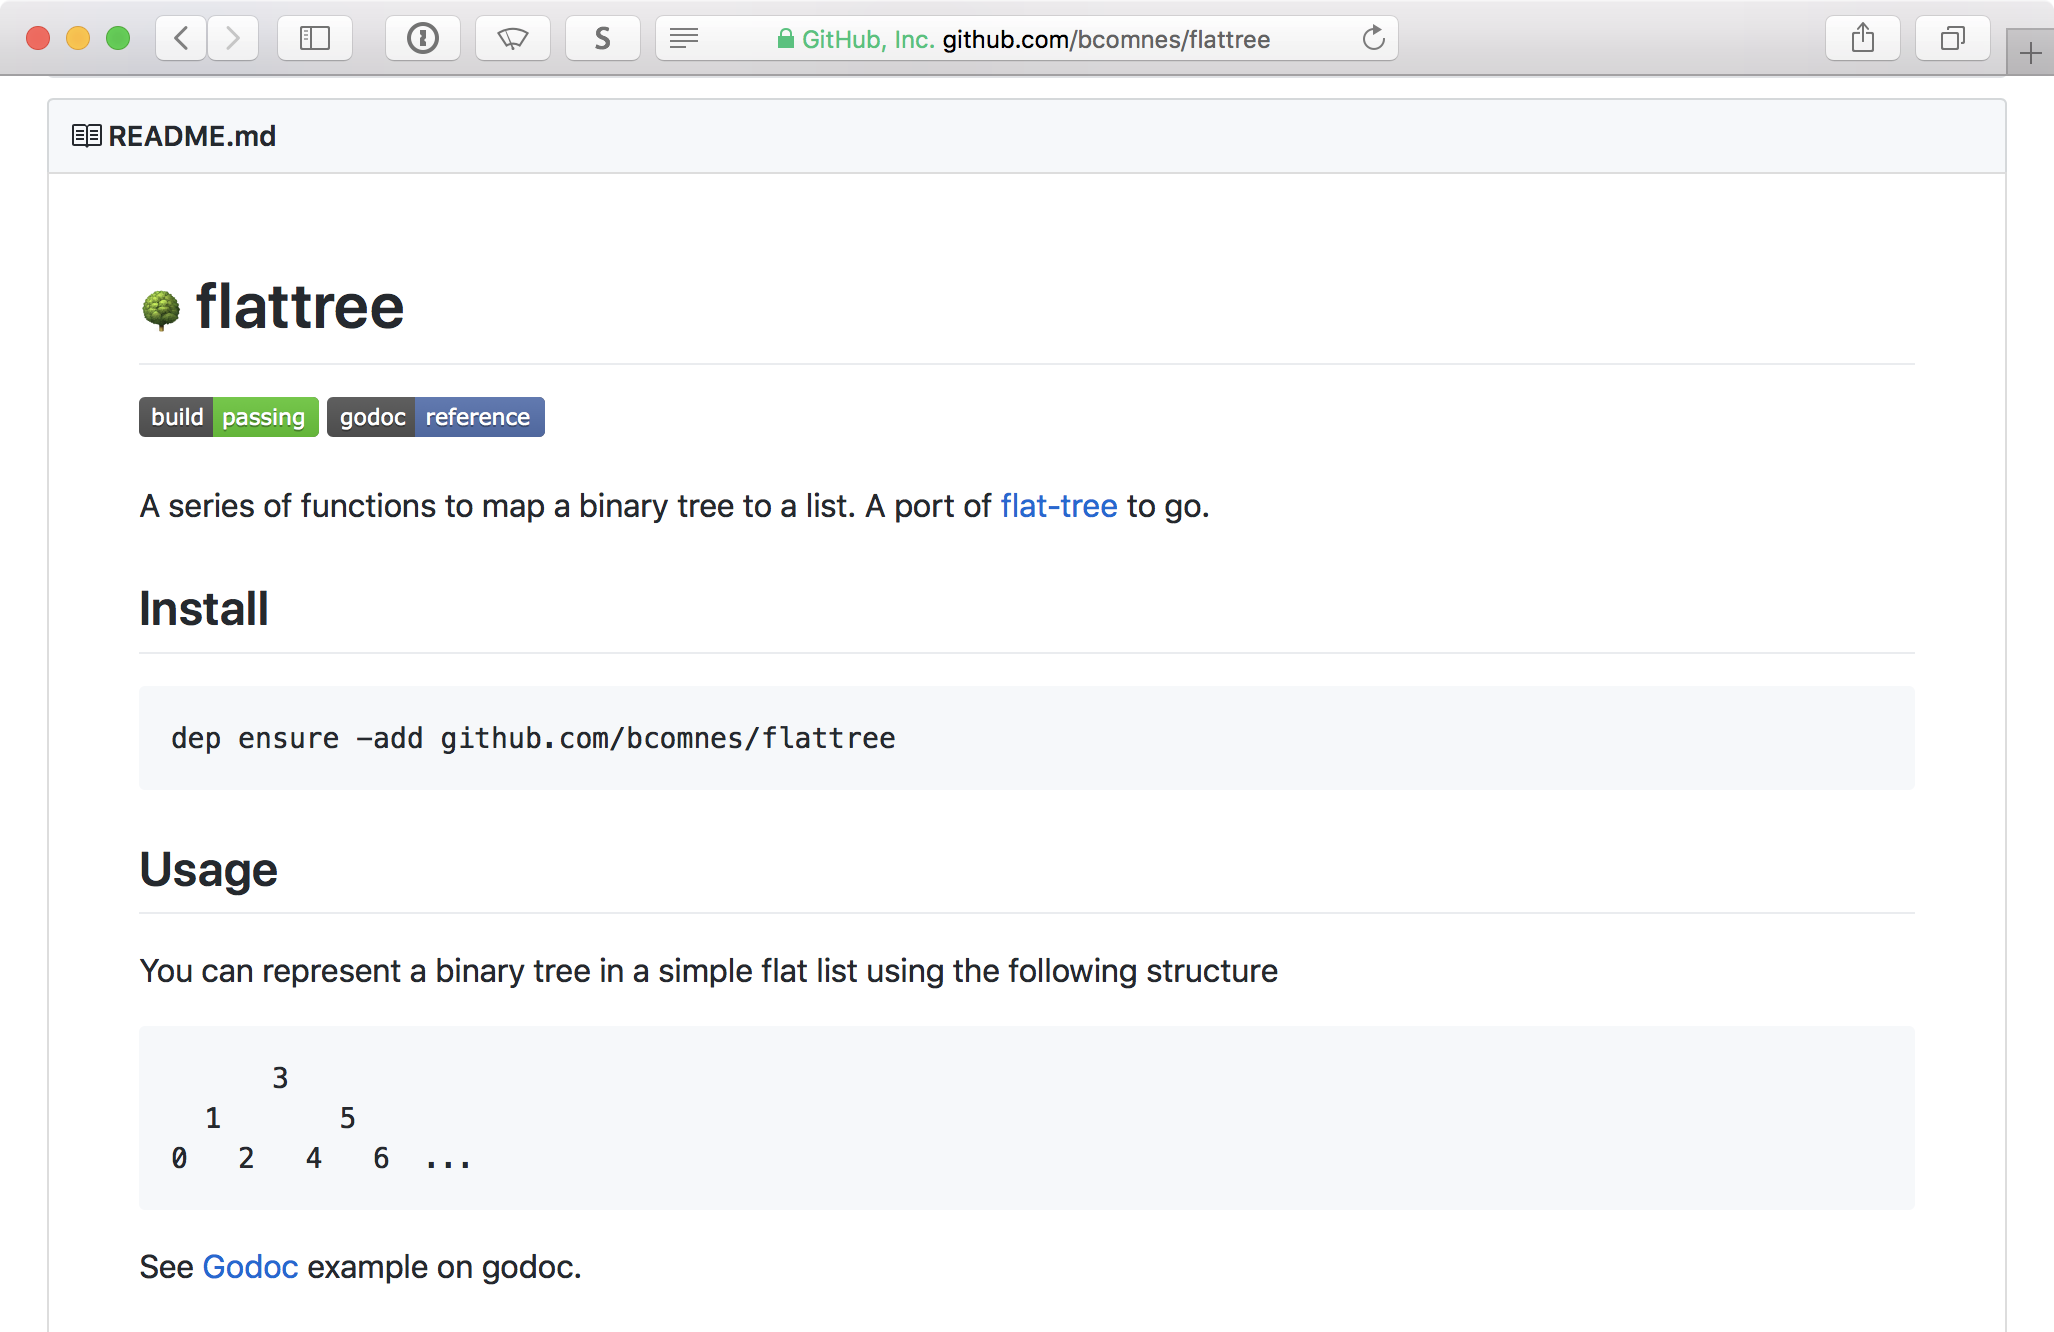 S
GitHub, Inc. github.com/bcomnes/flattree
README.md
flattree
build passing godoc reference
A series of functions to map a binary tree to a list. A port of flat-tree to go.
Install
dep ensure -add github.com/bcomnes/flattree
Usage
You can represent a binary tree in a simple flat list using the following structure
3
1 5
0 2 4 6 ...
See Godoc example on godoc.